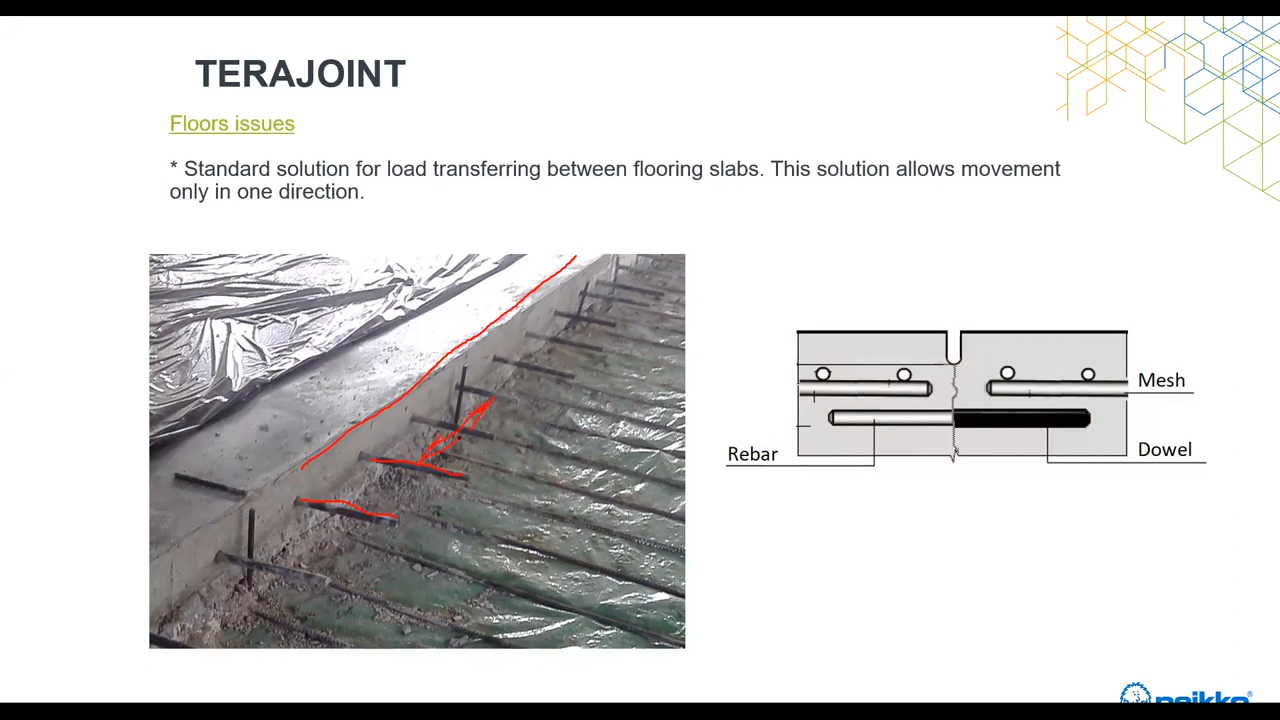 TERAJOINT
Floors issues
* Standard solution for load transferring between flooring slabs. This solution allows movement
only in one direction.
Mesh
Rebar
Dowel
peikko®